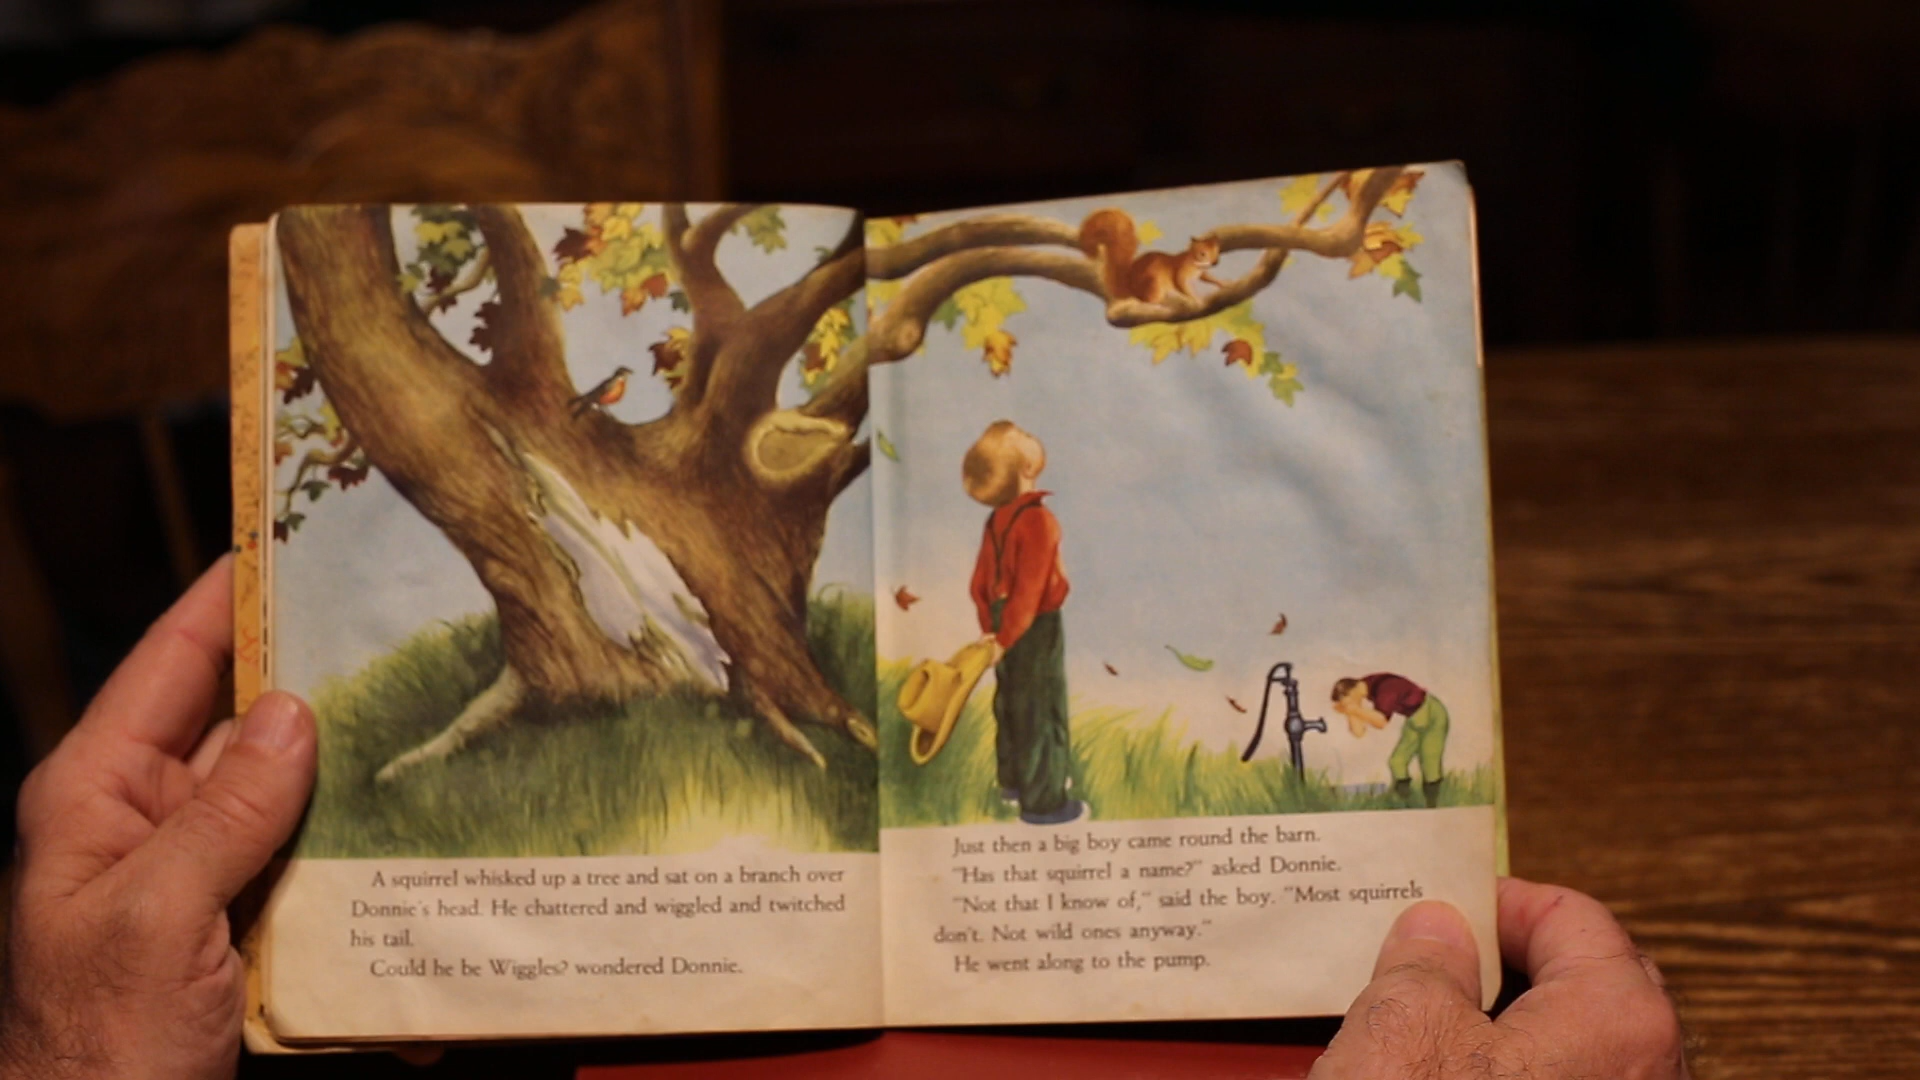 A squirrel whisked up a tree and sat on a branch over
Donnie's head. He chattered and wiggled and twitched
his tail.
Could he be Wiggles? wondered Donnie.
Just then a big boy came round the barn.
"Has that squirrel a name?" asked Donnie.
"Not that I know of," said the boy. "Most squirrels
don't. Not wild ones anyway."
He went along to the pump.